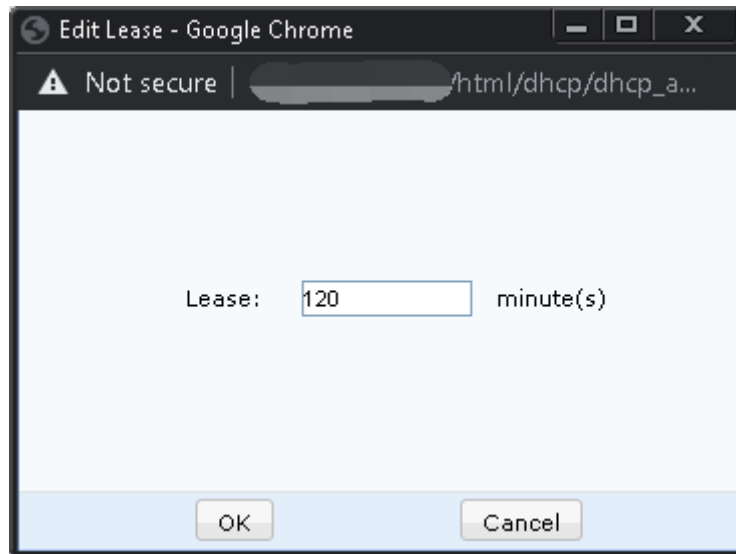 Edit Lease - Google Chrome
Not secure | /html/dhcp/dhcp_a...
Lease: 120 minute(s)
OK Cancel